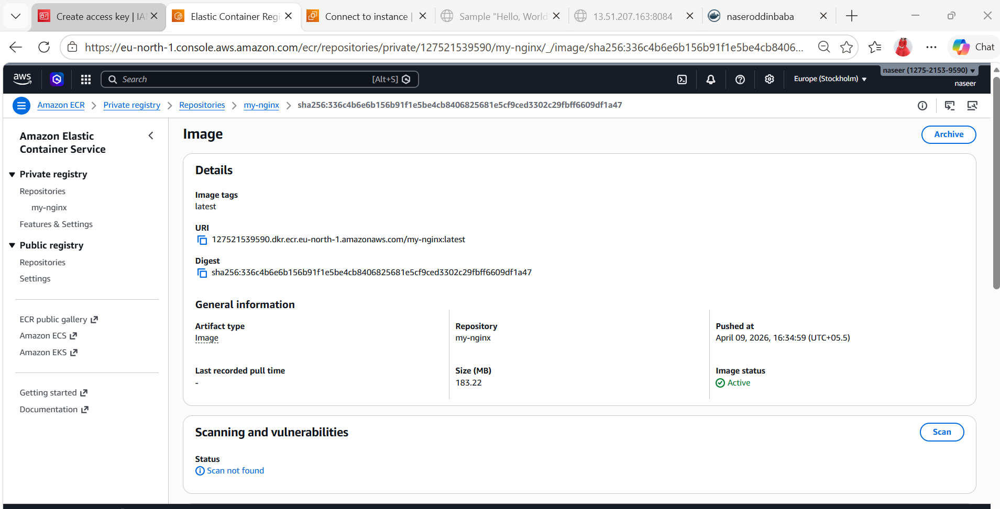 Create access key | IAM
Elastic Container Regi
Connect to instance |
Sample "Hello, World
13.51.207.163:8084
naseroddinbaba
https://eu-north-1.console.aws.amazon.com/ecr/repositories/private/127521539590/my-nginx/_/image/sha256:336c4b6e6b156b91f1e5be4cb8406...
Chat
aws
Search
[Alt+S]
Europe (Stockholm)
naseer (1275-2153-9590)
naseer
Amazon ECR
Private registry
Repositories
my-nginx
sha256:336c4b6e6b156b91f1e5be4cb8406825681e5cf9ced3302c29fbff6609df1a47
Amazon Elastic
Container Service
Private registry
Repositories
my-nginx
Features & Settings
Public registry
Repositories
Settings
ECR public gallery
Amazon ECS
Amazon EKS
Getting started
Documentation
Image
Archive
Details
Image tags
latest
URI
127521539590.dkr.ecr.eu-north-1.amazonaws.com/my-nginx:latest
Digest
sha256:336c4b6e6b156b91f1e5be4cb8406825681e5cf9ced3302c29fbff6609df1a47
General information
Artifact type
Image
Repository
my-nginx
Pushed at
April 09, 2026, 16:34:59 (UTC+05.5)
Last recorded pull time
-
Size (MB)
183.22
Image status
Active
Scanning and vulnerabilities
Scan
Status
Scan not found